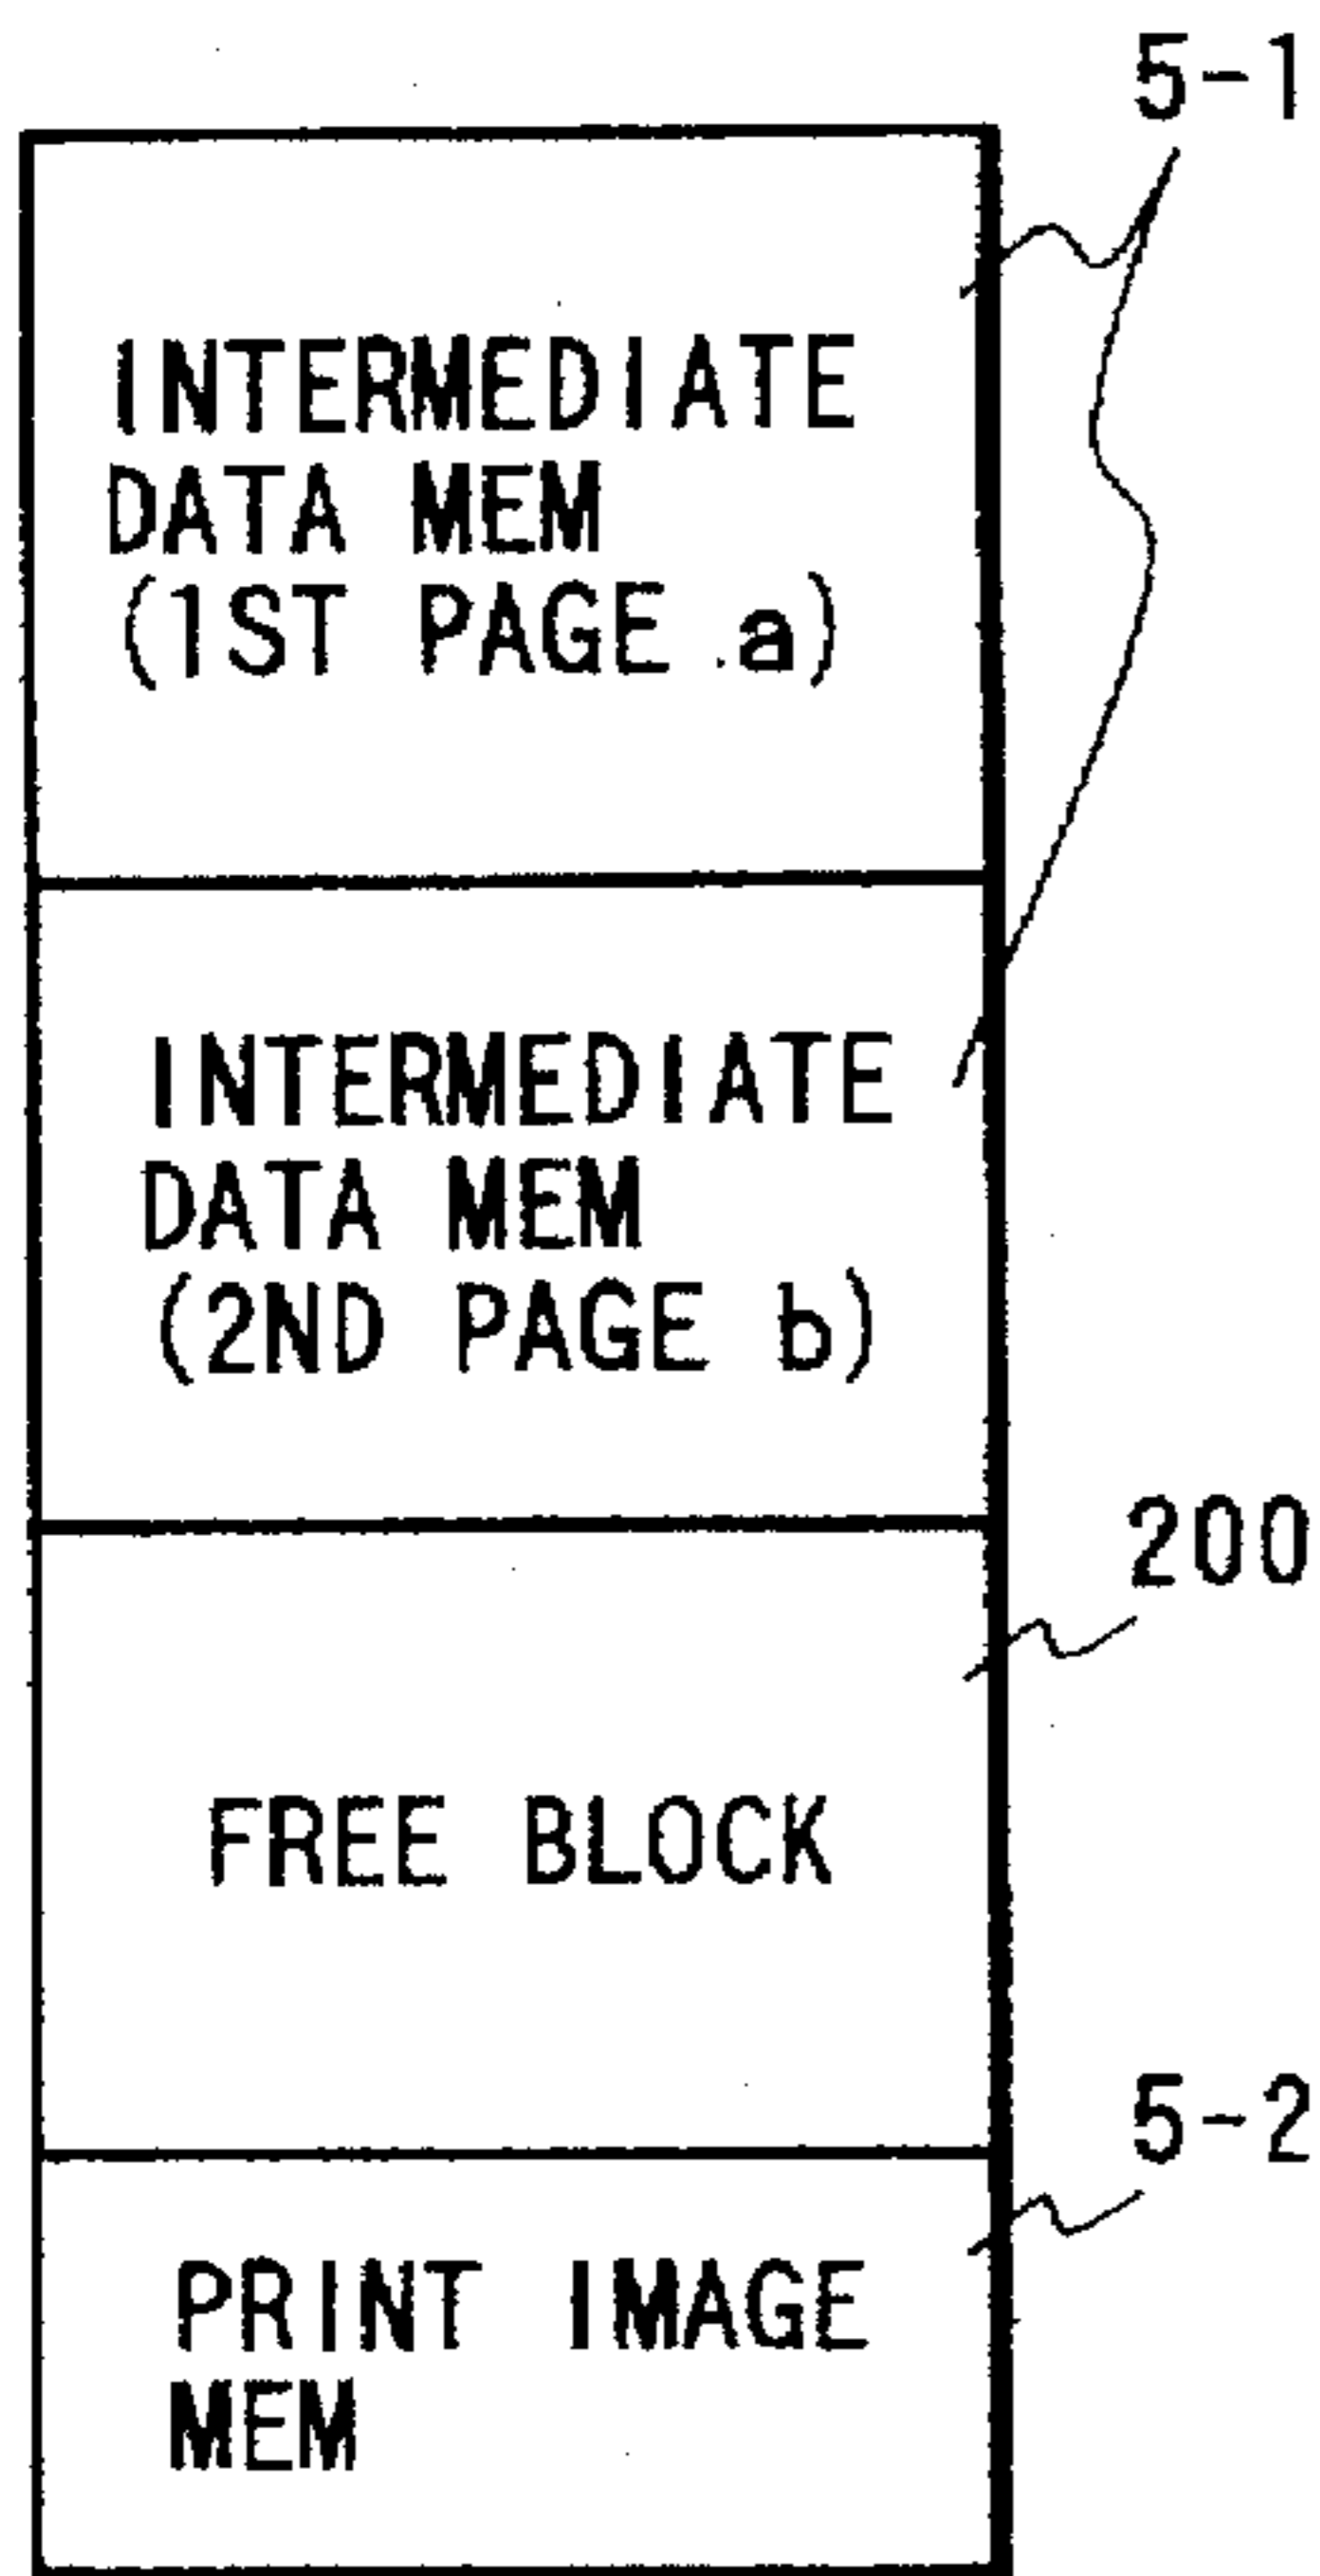 5-1
INTERMEDIATE
DATA MEM
(1ST PAGE a)
INTERMEDIATE
DATA MEM
(2ND PAGE b)
200
FREE BLOCK
5-2
PRINT IMAGE
MEM